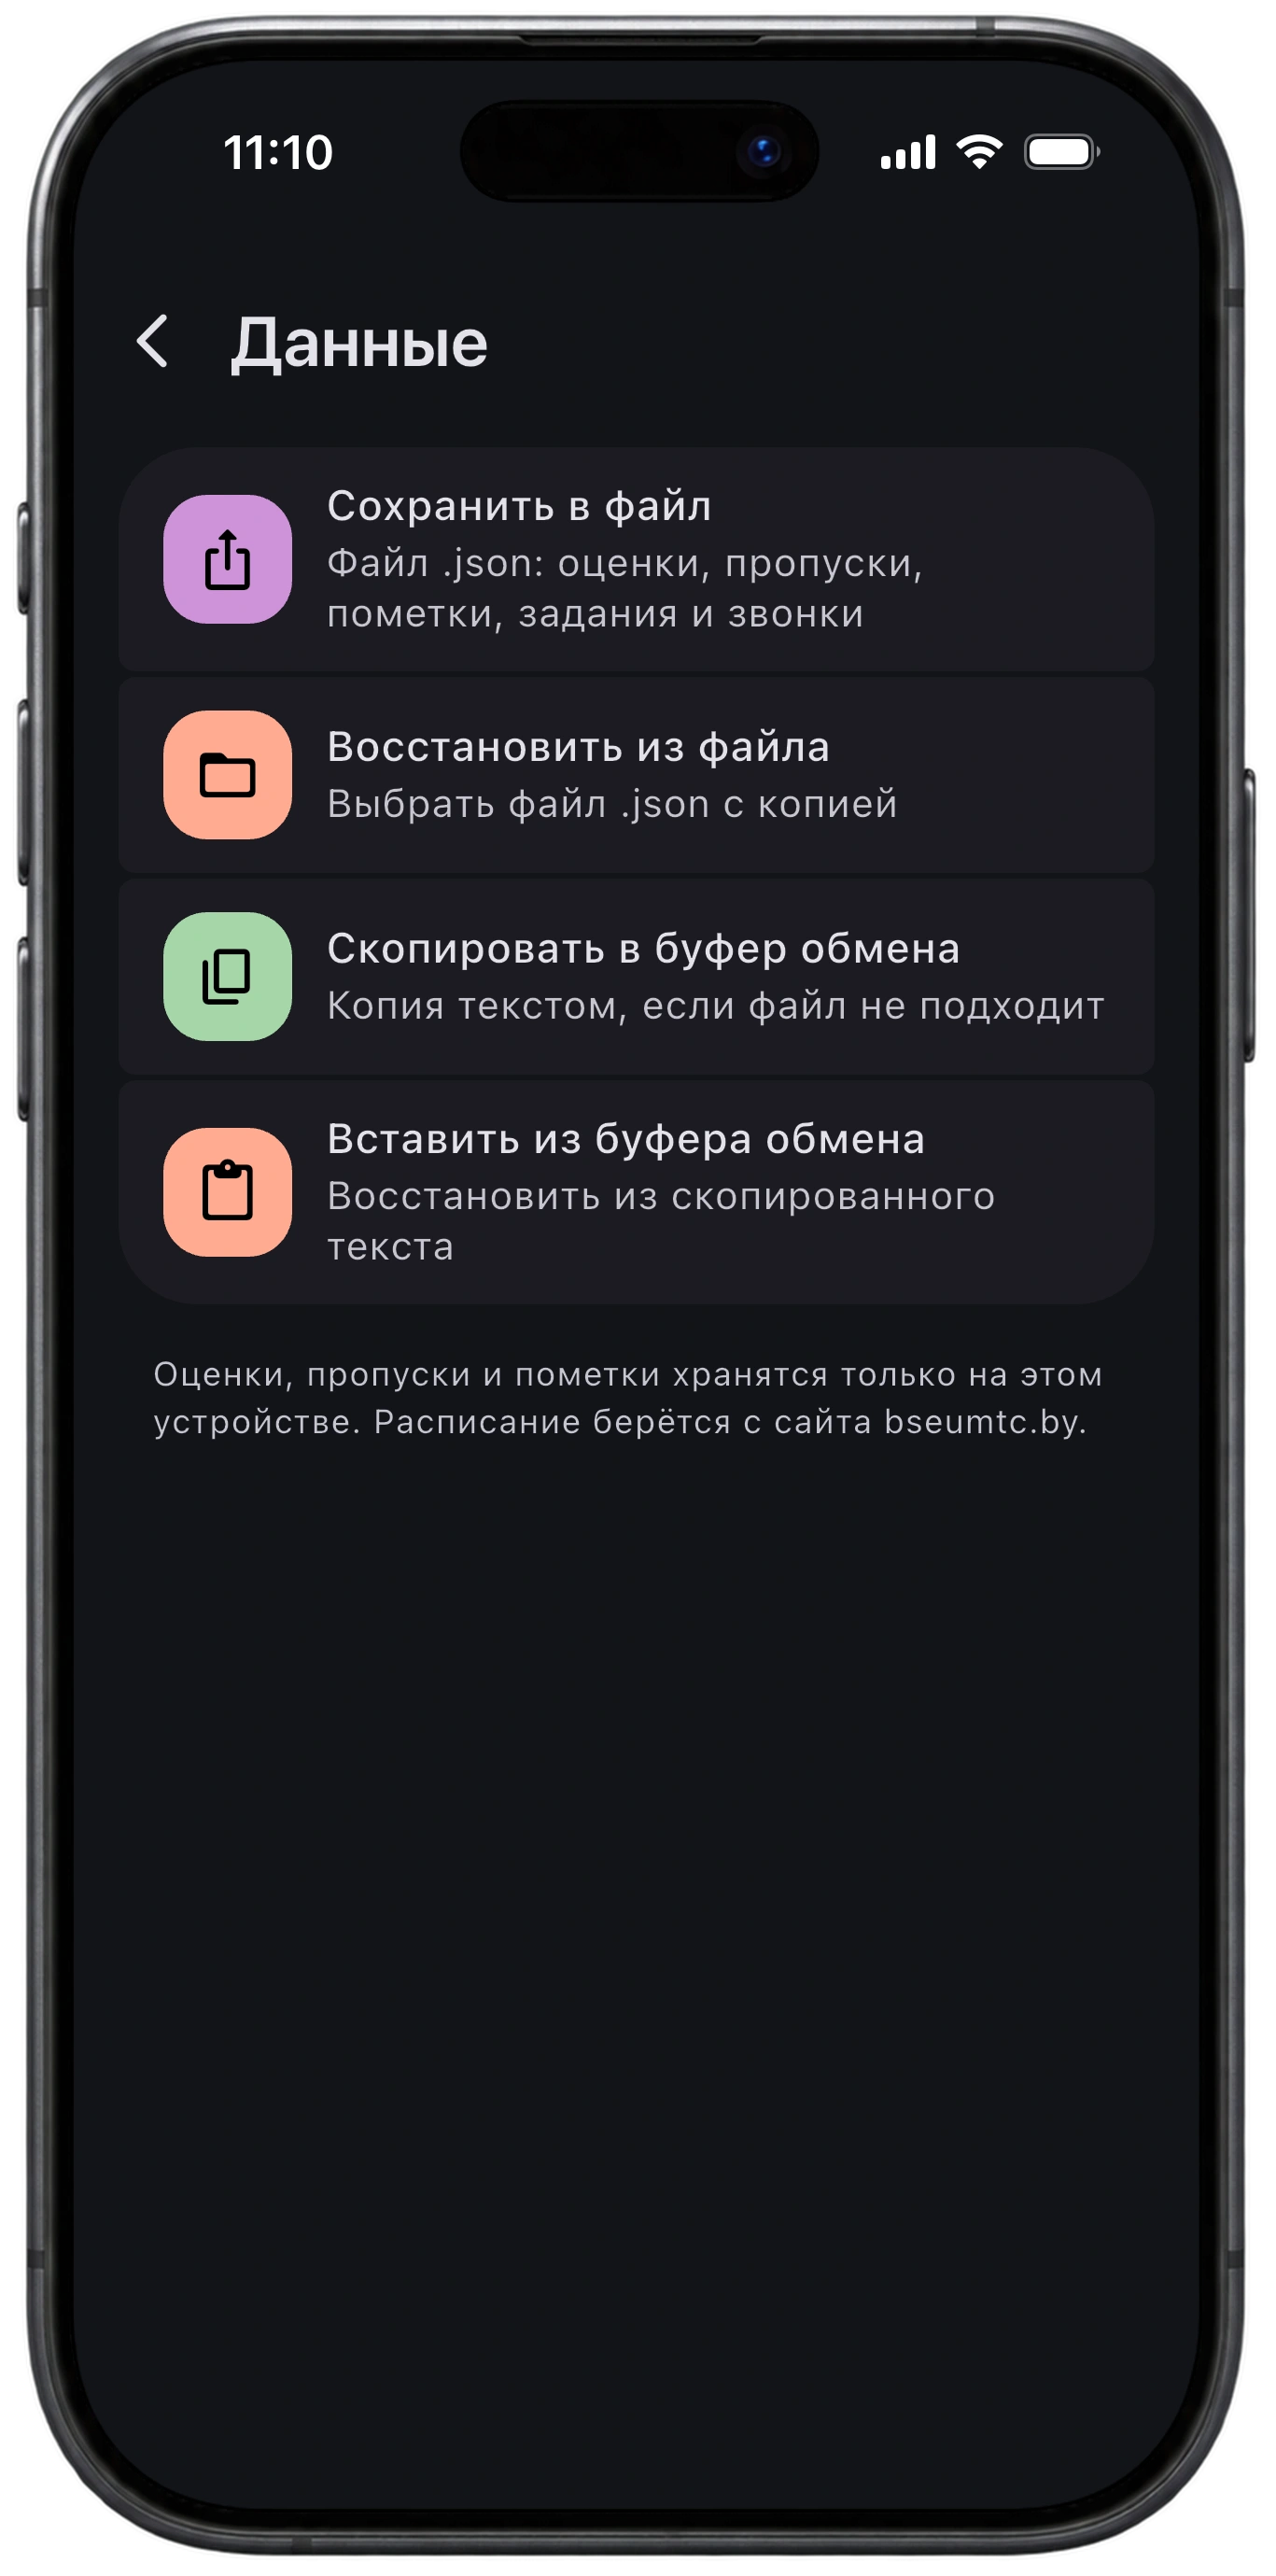 11:10
Данные
Сохранить в файл
Файл .json: оценки, пропуски,
пометки, задания и звонки
Восстановить из файла
Выбрать файл .json с копией
Скопировать в буфер обмена
Копия текстом, если файл не подходит
Вставить из буфера обмена
Восстановить из скопированного
текста
Оценки, пропуски и пометки хранятся только на этом
устройстве. Расписание берётся с сайта bseumtc.by.